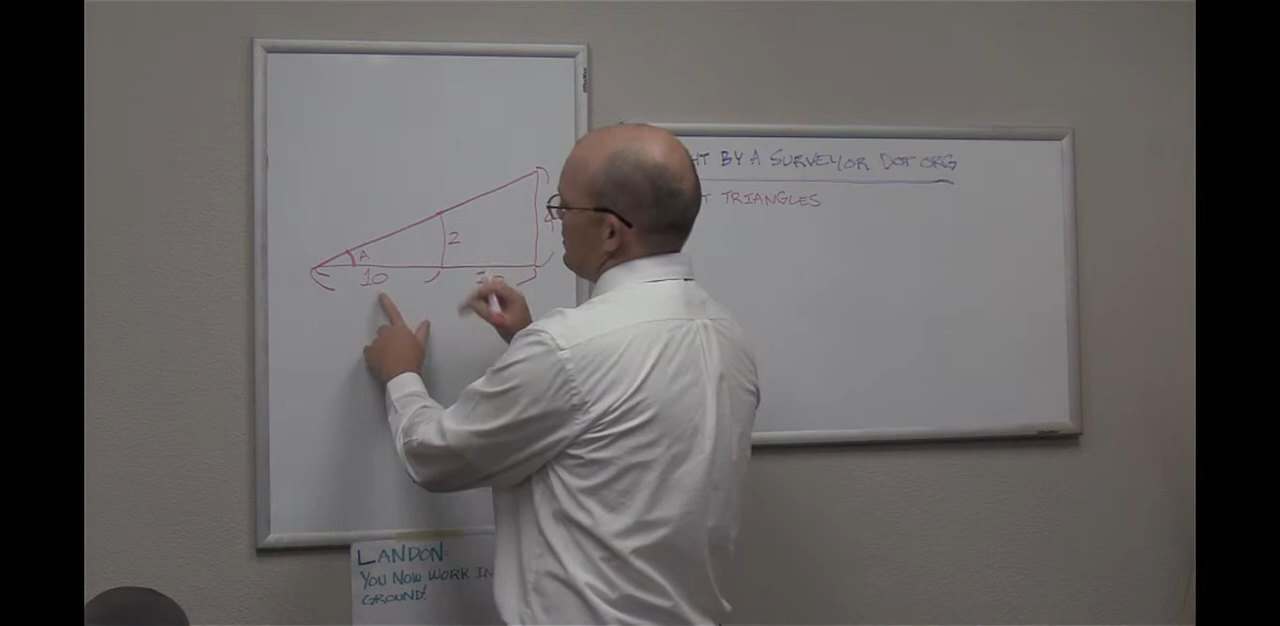 HT BY A SURVEYOR DOT ORG
T TRIANGLES
A
2
10
LANDON:
YOU NOW WORK IN
GROUND!